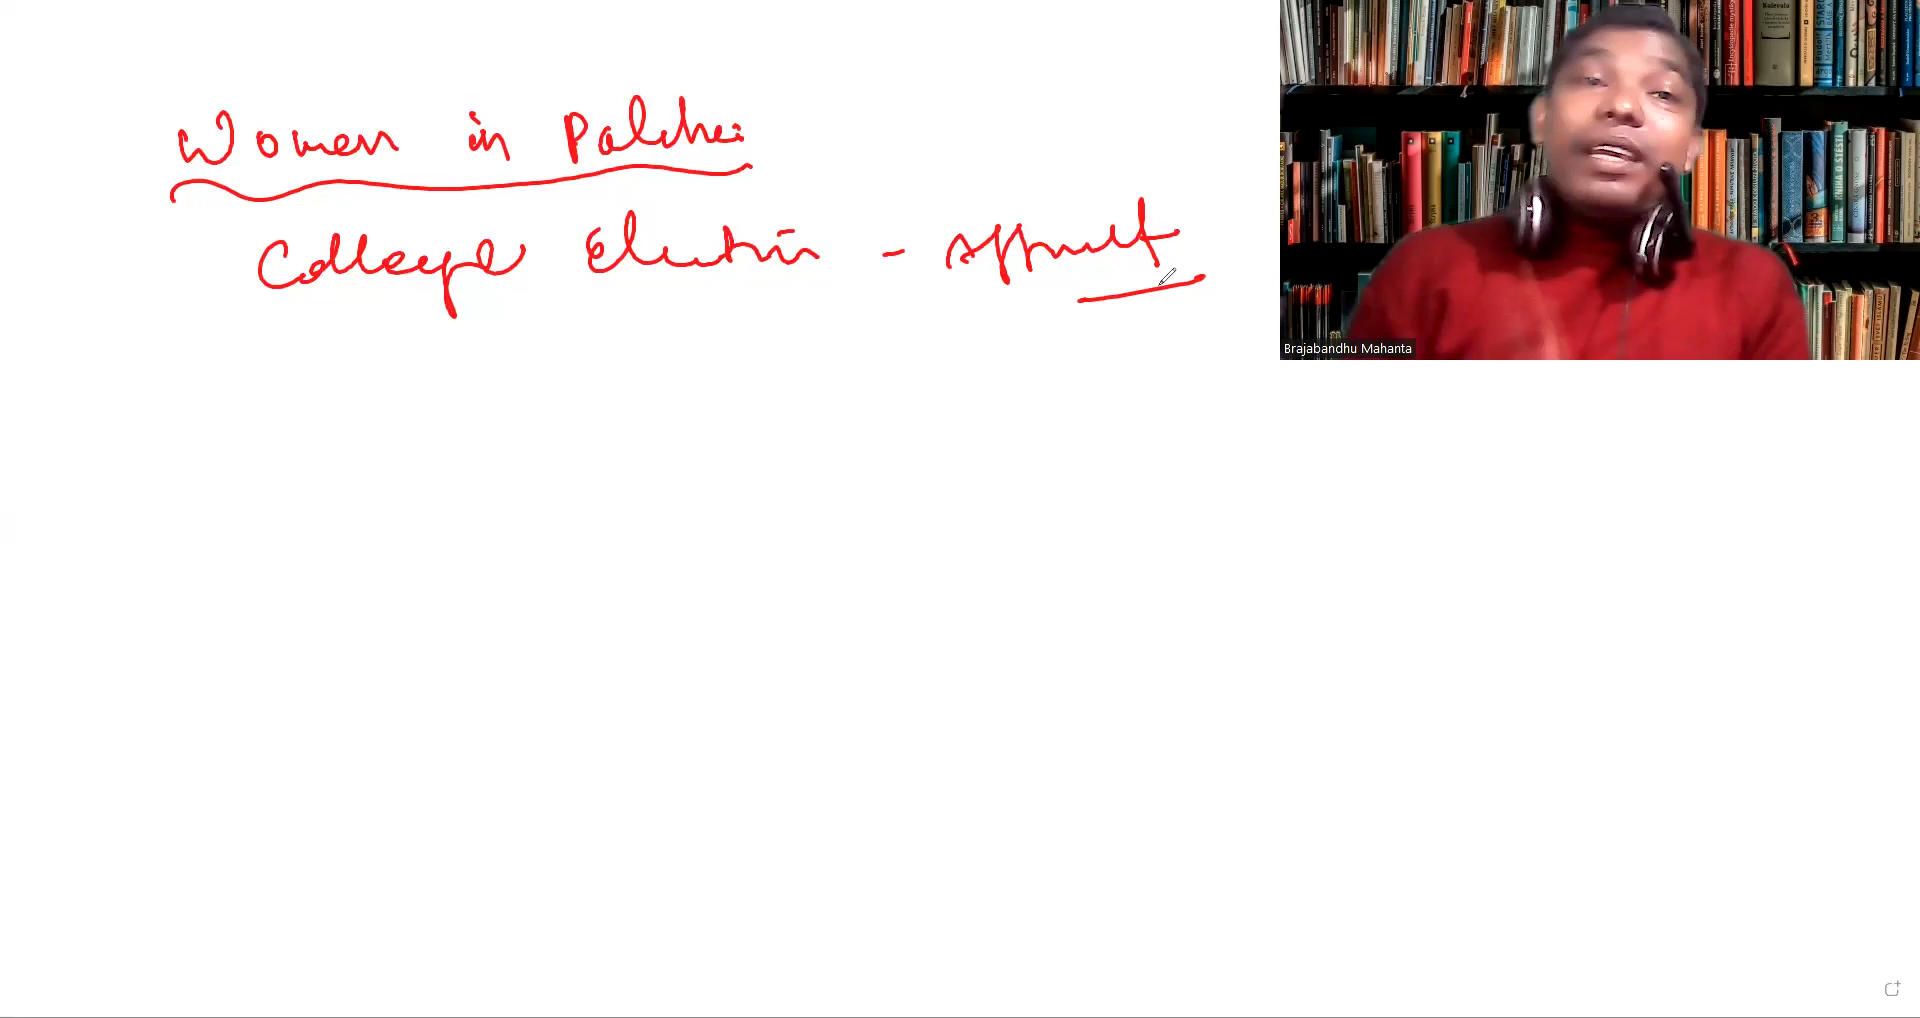 Women in Politics
College Election -
Brajabandhu Mahanta